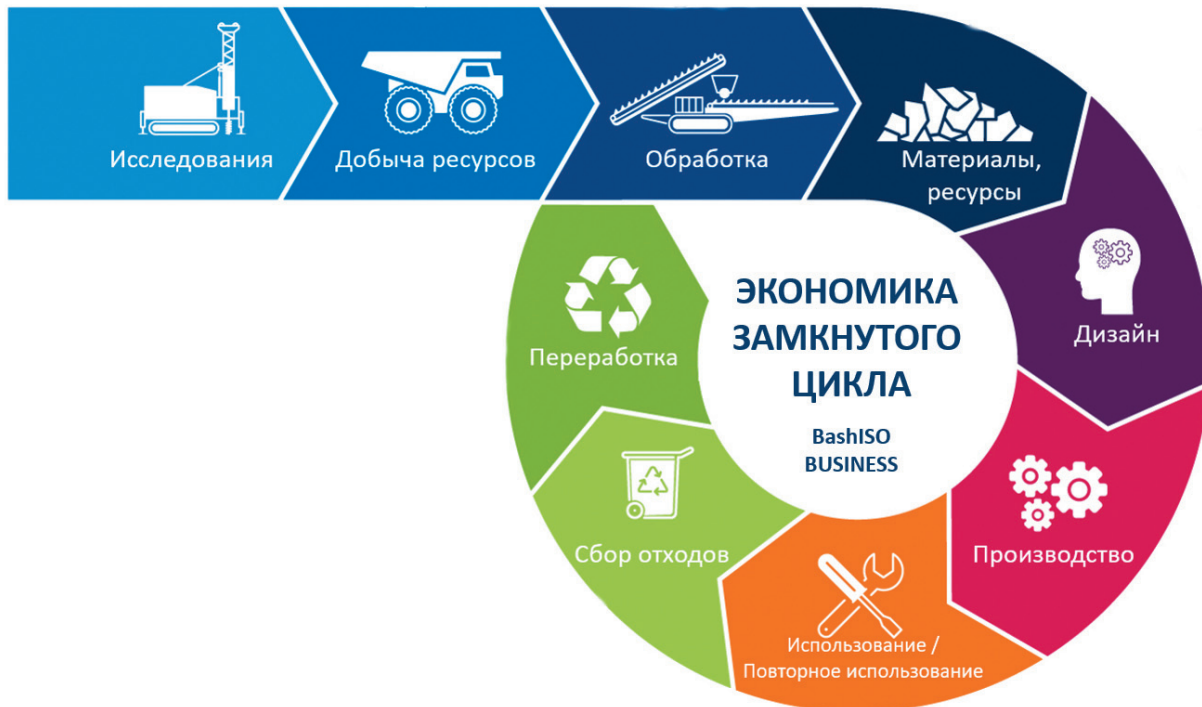 Исследования
Добыча ресурсов
Обработка
Материалы,
ресурсы
Дизайн
Производство
Использование /
Повторное использование
Сбор отходов
Переработка
ЭКОНОМИКА
ЗАМКНУТОГО
ЦИКЛА
BashISO
BUSINESS